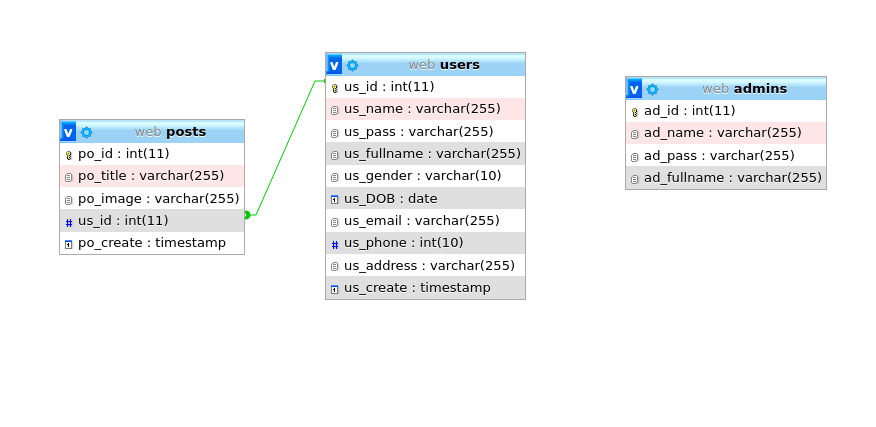 v web posts
po_id : int(11)
po_title : varchar(255)
po_image : varchar(255)
# us_id : int(11)
po_create : timestamp
v web users
us_id : int(11)
us_name : varchar(255)
us_pass : varchar(255)
us_fullname : varchar(255)
us_gender : varchar(10)
us_DOB : date
us_email : varchar(255)
# us_phone : int(10)
us_address : varchar(255)
us_create : timestamp
v web admins
ad_id : int(11)
ad_name : varchar(255)
ad_pass : varchar(255)
ad_fullname : varchar(255)